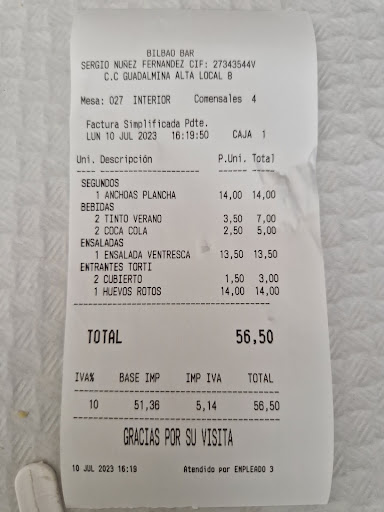 BILBAO BAR
SERGIO NUÑEZ FERNANDEZ CIF: 27343544V
C.C GUADALMINA ALTA LOCAL 8
Mesa: 027 INTERIOR Comensales 4
Factura Simplificada Pdte.
LUN 10 JUL 2023 16:19:50 CAJA 1
Uni. Descripción P.Uni. Total
SEGUNDOS
1 ANCHOAS PLANCHA 14,00 14,00
BEBIDAS
2 TINTO VERANO 3,50 7,00
2 COCA COLA 2,50 5,00
ENSALADAS
1 ENSALADA VENTRESCA 13,50 13,50
ENTRANTES TORTI
2 CUBIERTO 1,50 3,00
1 HUEVOS ROTOS 14,00 14,00
TOTAL 56,50
IVA% BASE IMP IMP IVA TOTAL
10 51,36 5,14 56,50
GRACIAS POR SU VISITA
10 JUL 2023 16:19 Atendido por EMPLEADO 3